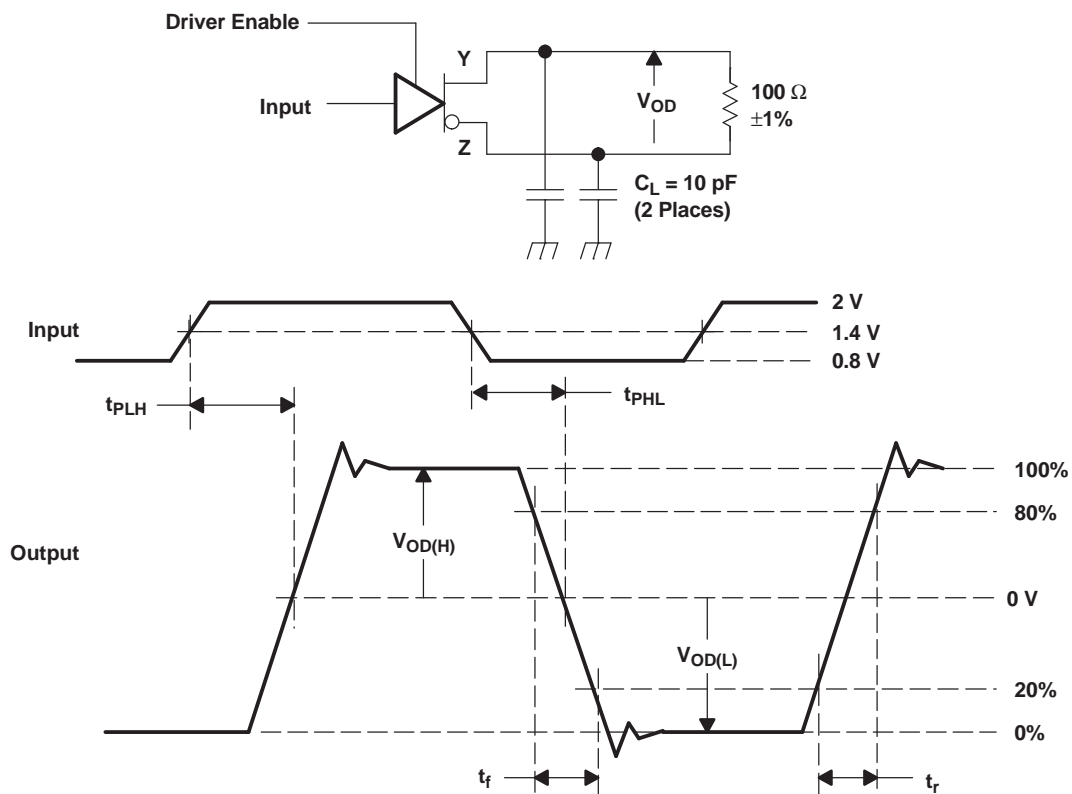 Driver Enable
Y
Input
V_OD
100 Ω
±1%
Z
C_L = 10 pF
(2 Places)
2 V
Input
1.4 V
0.8 V
t_PLH
t_PHL
100%
80%
V_OD(H)
Output
0 V
V_OD(L)
20%
0%
t_f
t_r